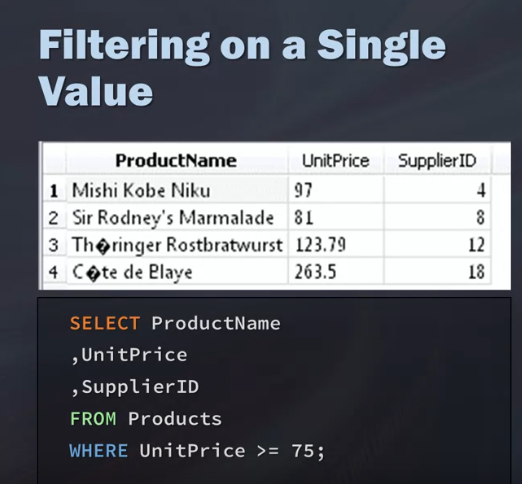 Filtering on a Single
Value
ProductName UnitPrice SupplierID
1 Mishi Kobe Niku 97 4
2 Sir Rodney's Marmalade 81 8
3 Th�ringer Rostbratwurst 123.79 12
4 C�te de Blaye 263.5 18
SELECT ProductName
,UnitPrice
,SupplierID
FROM Products
WHERE UnitPrice >= 75;